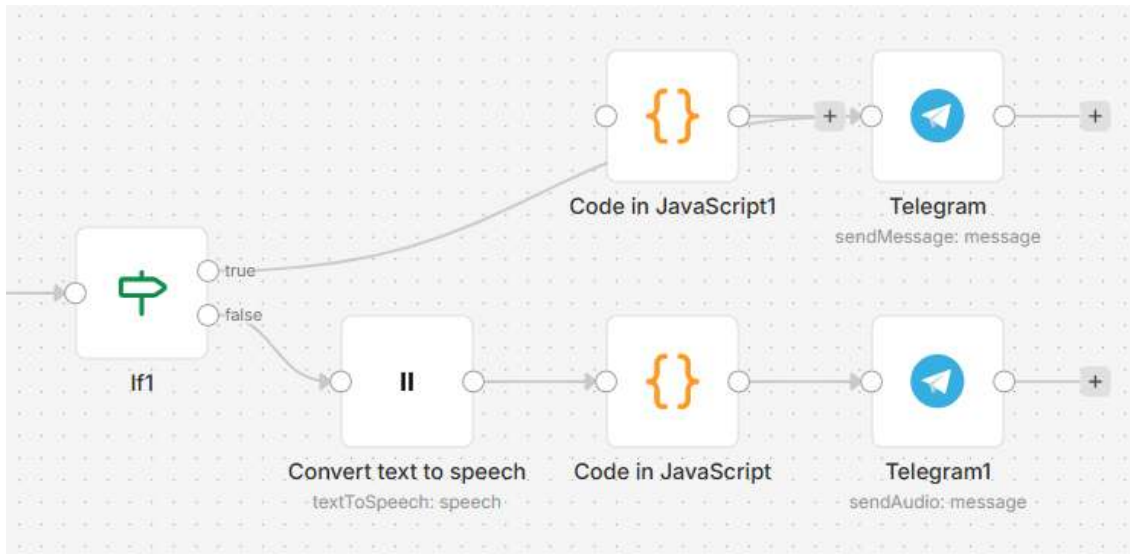 Code in JavaScript1
Telegram
sendMessage: message
true
false
If1
Convert text to speech
textToSpeech: speech
Code in JavaScript
Telegram1
sendAudio: message